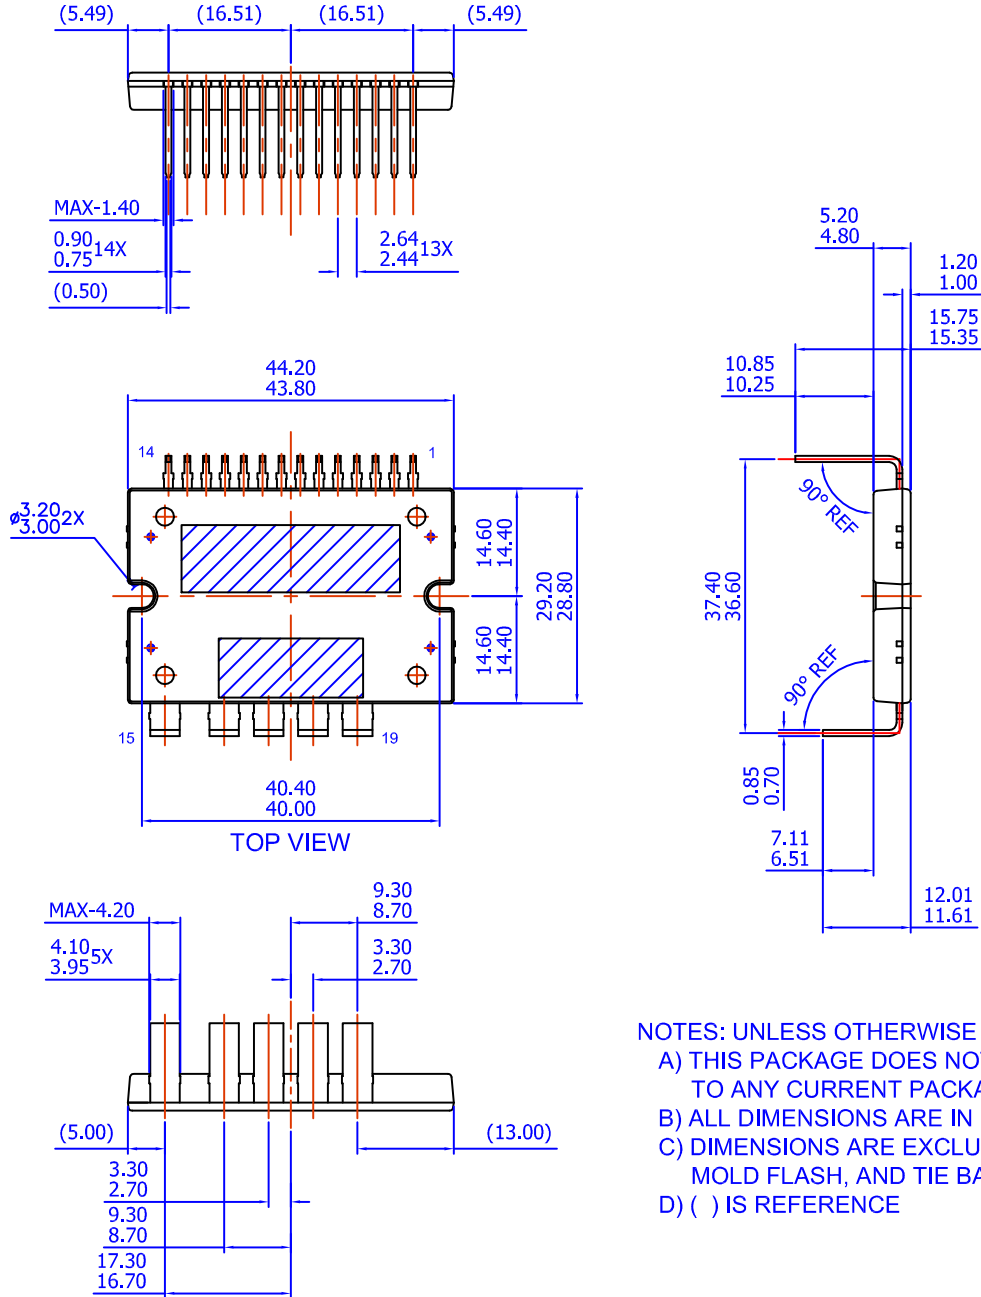 (5.49) (16.51) (16.51) (5.49)
MAX-1.40
0.90
0.75 14X
(0.50)
2.64
2.44 13X
5.20
4.80
1.20
1.00
15.75
15.35
10.85
10.25
44.20
43.80
14 1
ø3.20
3.00 2X
14.60
14.40
14.60
14.40
29.20
28.80
15 19
40.40
40.00
TOP VIEW
90° REF
37.40
36.60
90° REF
0.85
0.70
7.11
6.51
12.01
11.61
MAX-4.20
4.10
3.95 5X
9.30
8.70
3.30
2.70
(5.00) (13.00)
3.30
2.70
9.30
8.70
17.30
16.70
NOTES: UNLESS OTHERWISE
A) THIS PACKAGE DOES NO
TO ANY CURRENT PACKA
B) ALL DIMENSIONS ARE IN
C) DIMENSIONS ARE EXCLU
MOLD FLASH, AND TIE BA
D) ( ) IS REFERENCE